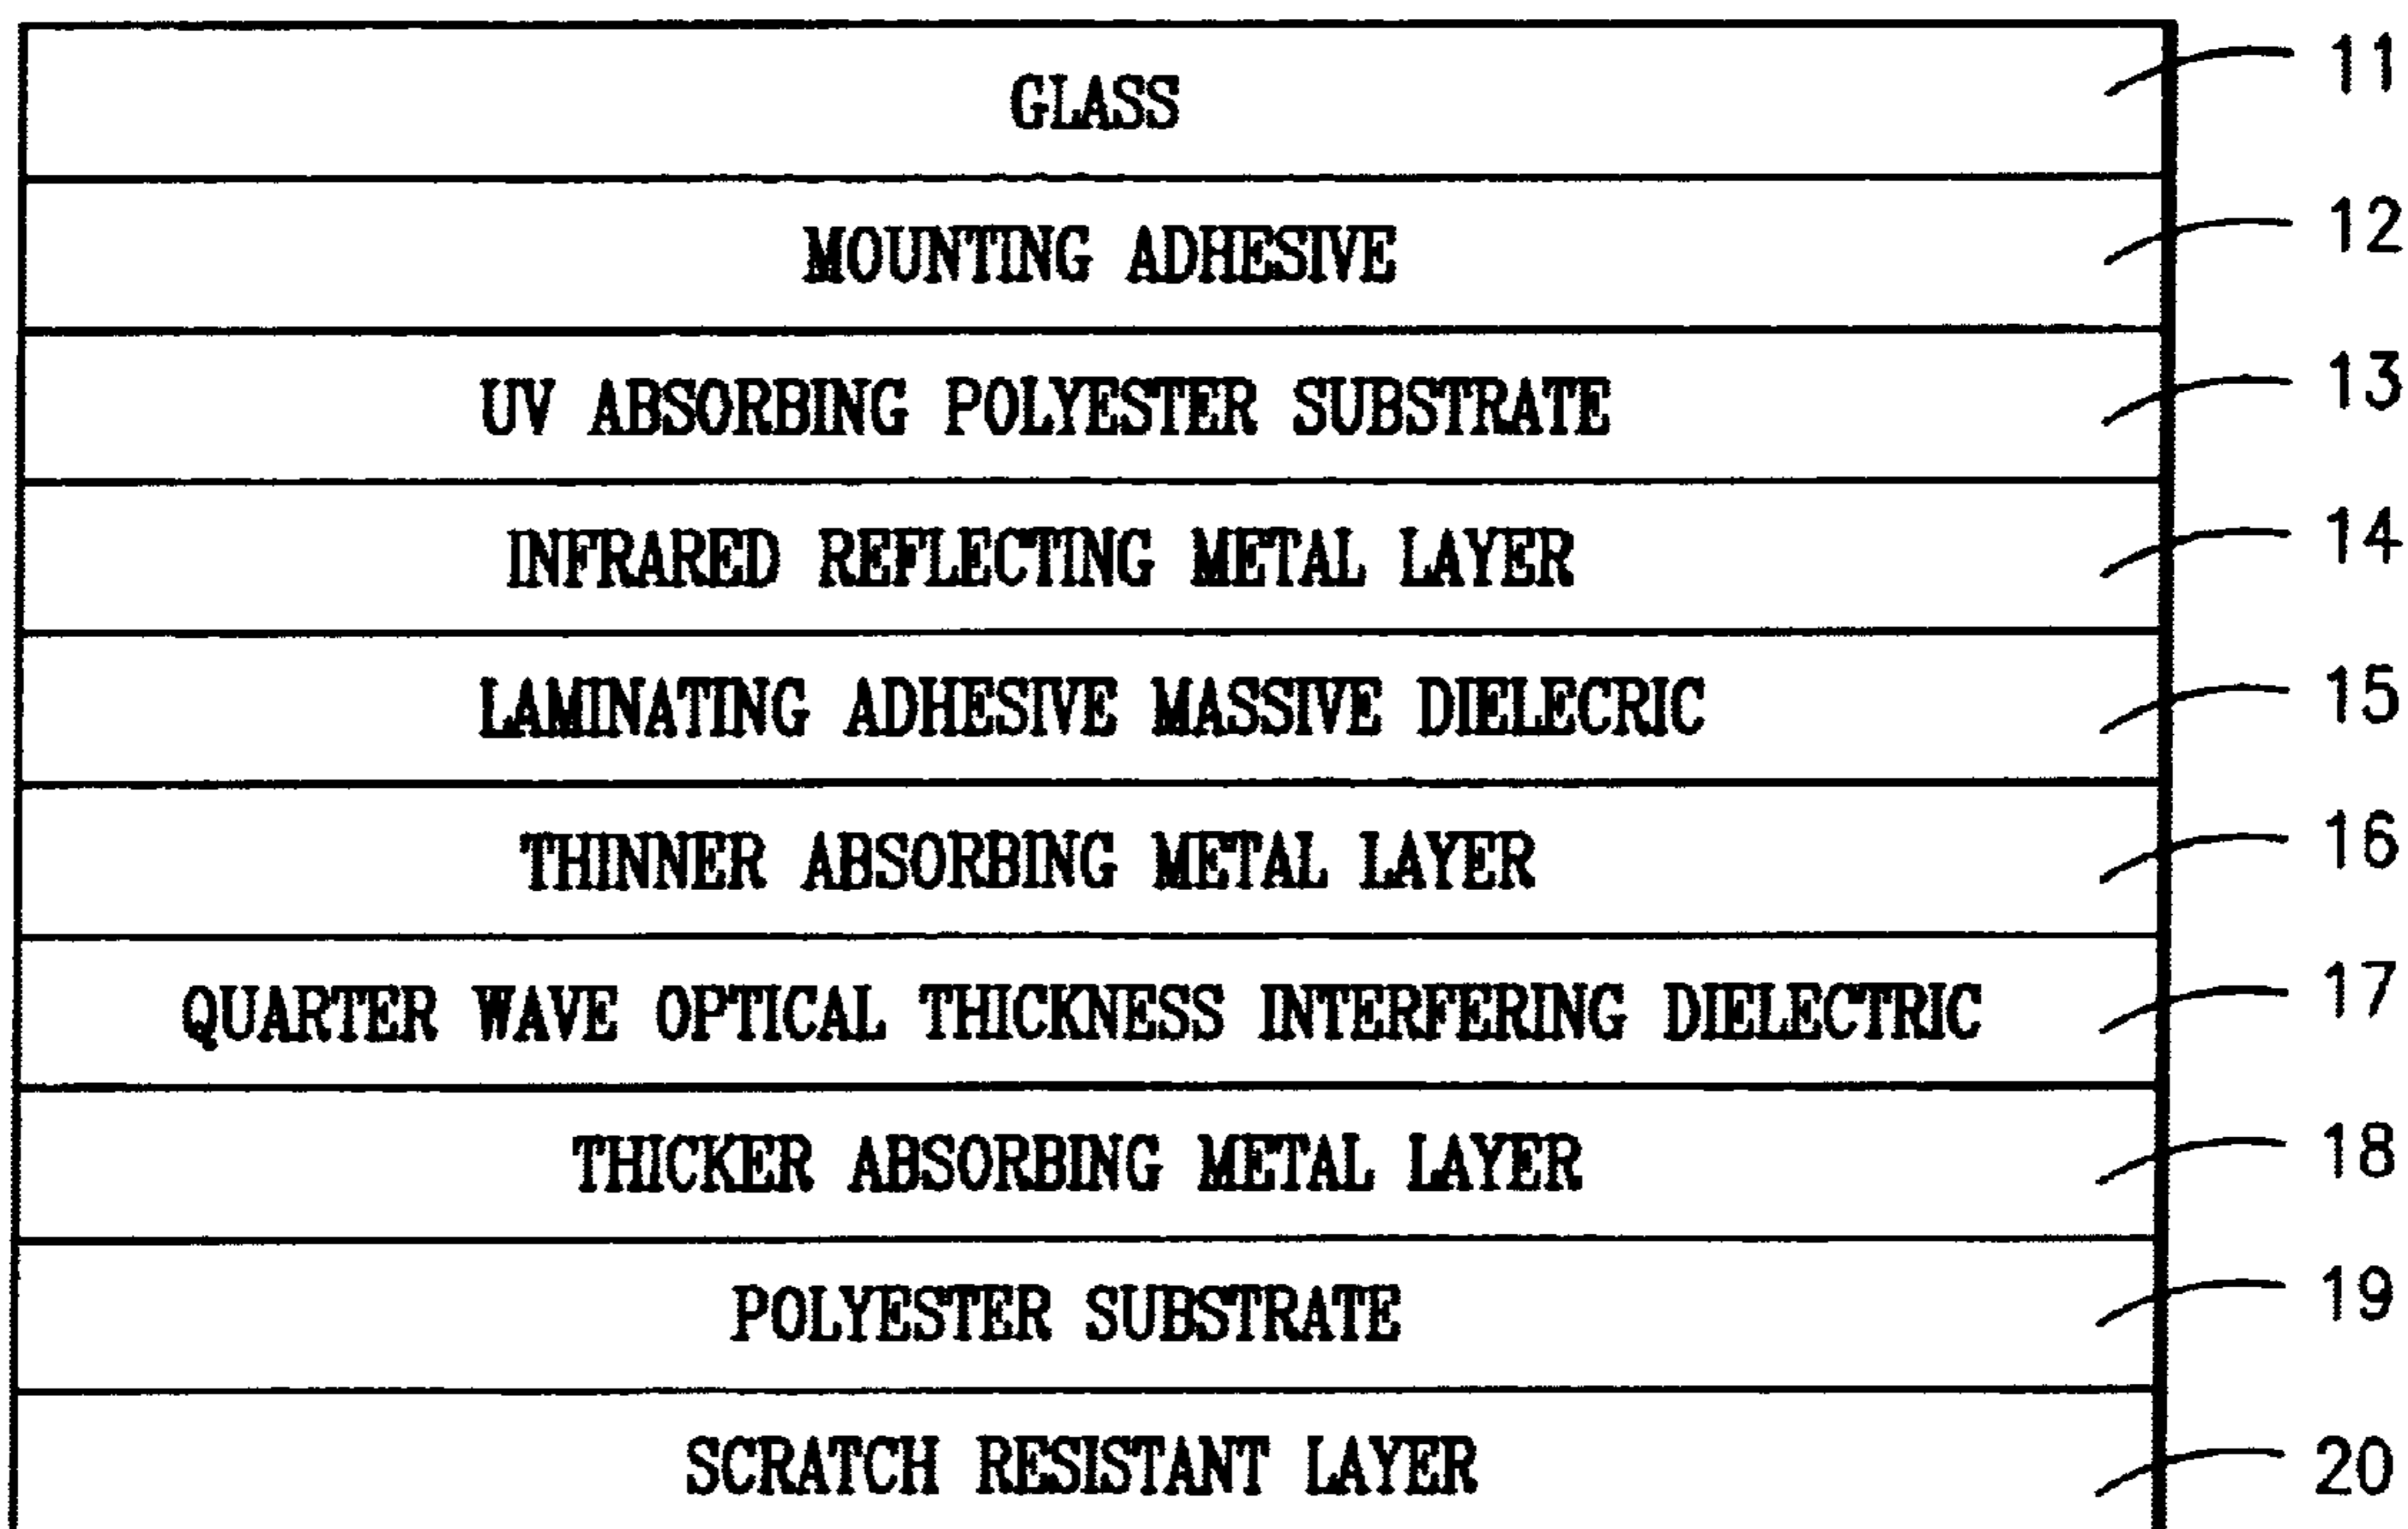 GLASS 11
MOUNTING ADHESIVE 12
UV ABSORBING POLYESTER SUBSTRATE 13
INFRARED REFLECTING METAL LAYER 14
LAMINATING ADHESIVE MASSIVE DIELECRIC 15
THINNER ABSORBING METAL LAYER 16
QUARTER WAVE OPTICAL THICKNESS INTERFERING DIELECTRIC 17
THICKER ABSORBING METAL LAYER 18
POLYESTER SUBSTRATE 19
SCRATCH RESISTANT LAYER 20